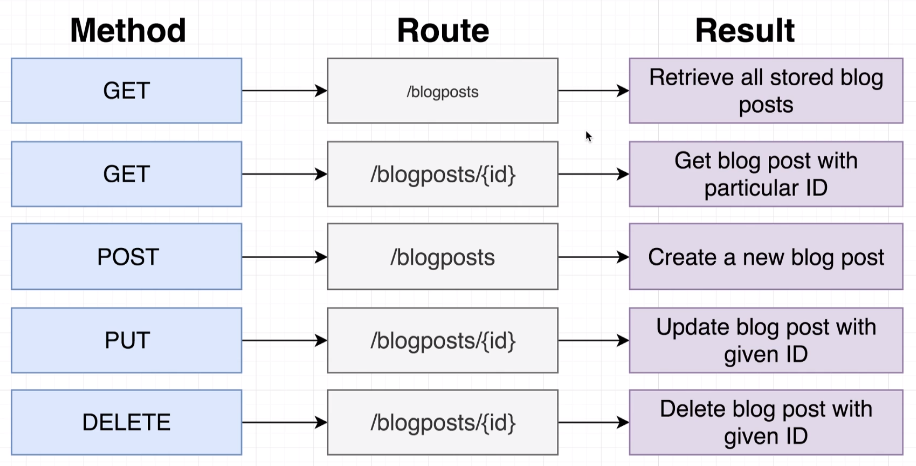 Method Route Result
GET /blogposts Retrieve all stored blog
posts
GET /blogposts/{id} Get blog post with
particular ID
POST /blogposts Create a new blog post
PUT /blogposts/{id} Update blog post with
given ID
DELETE /blogposts/{id} Delete blog post with
given ID